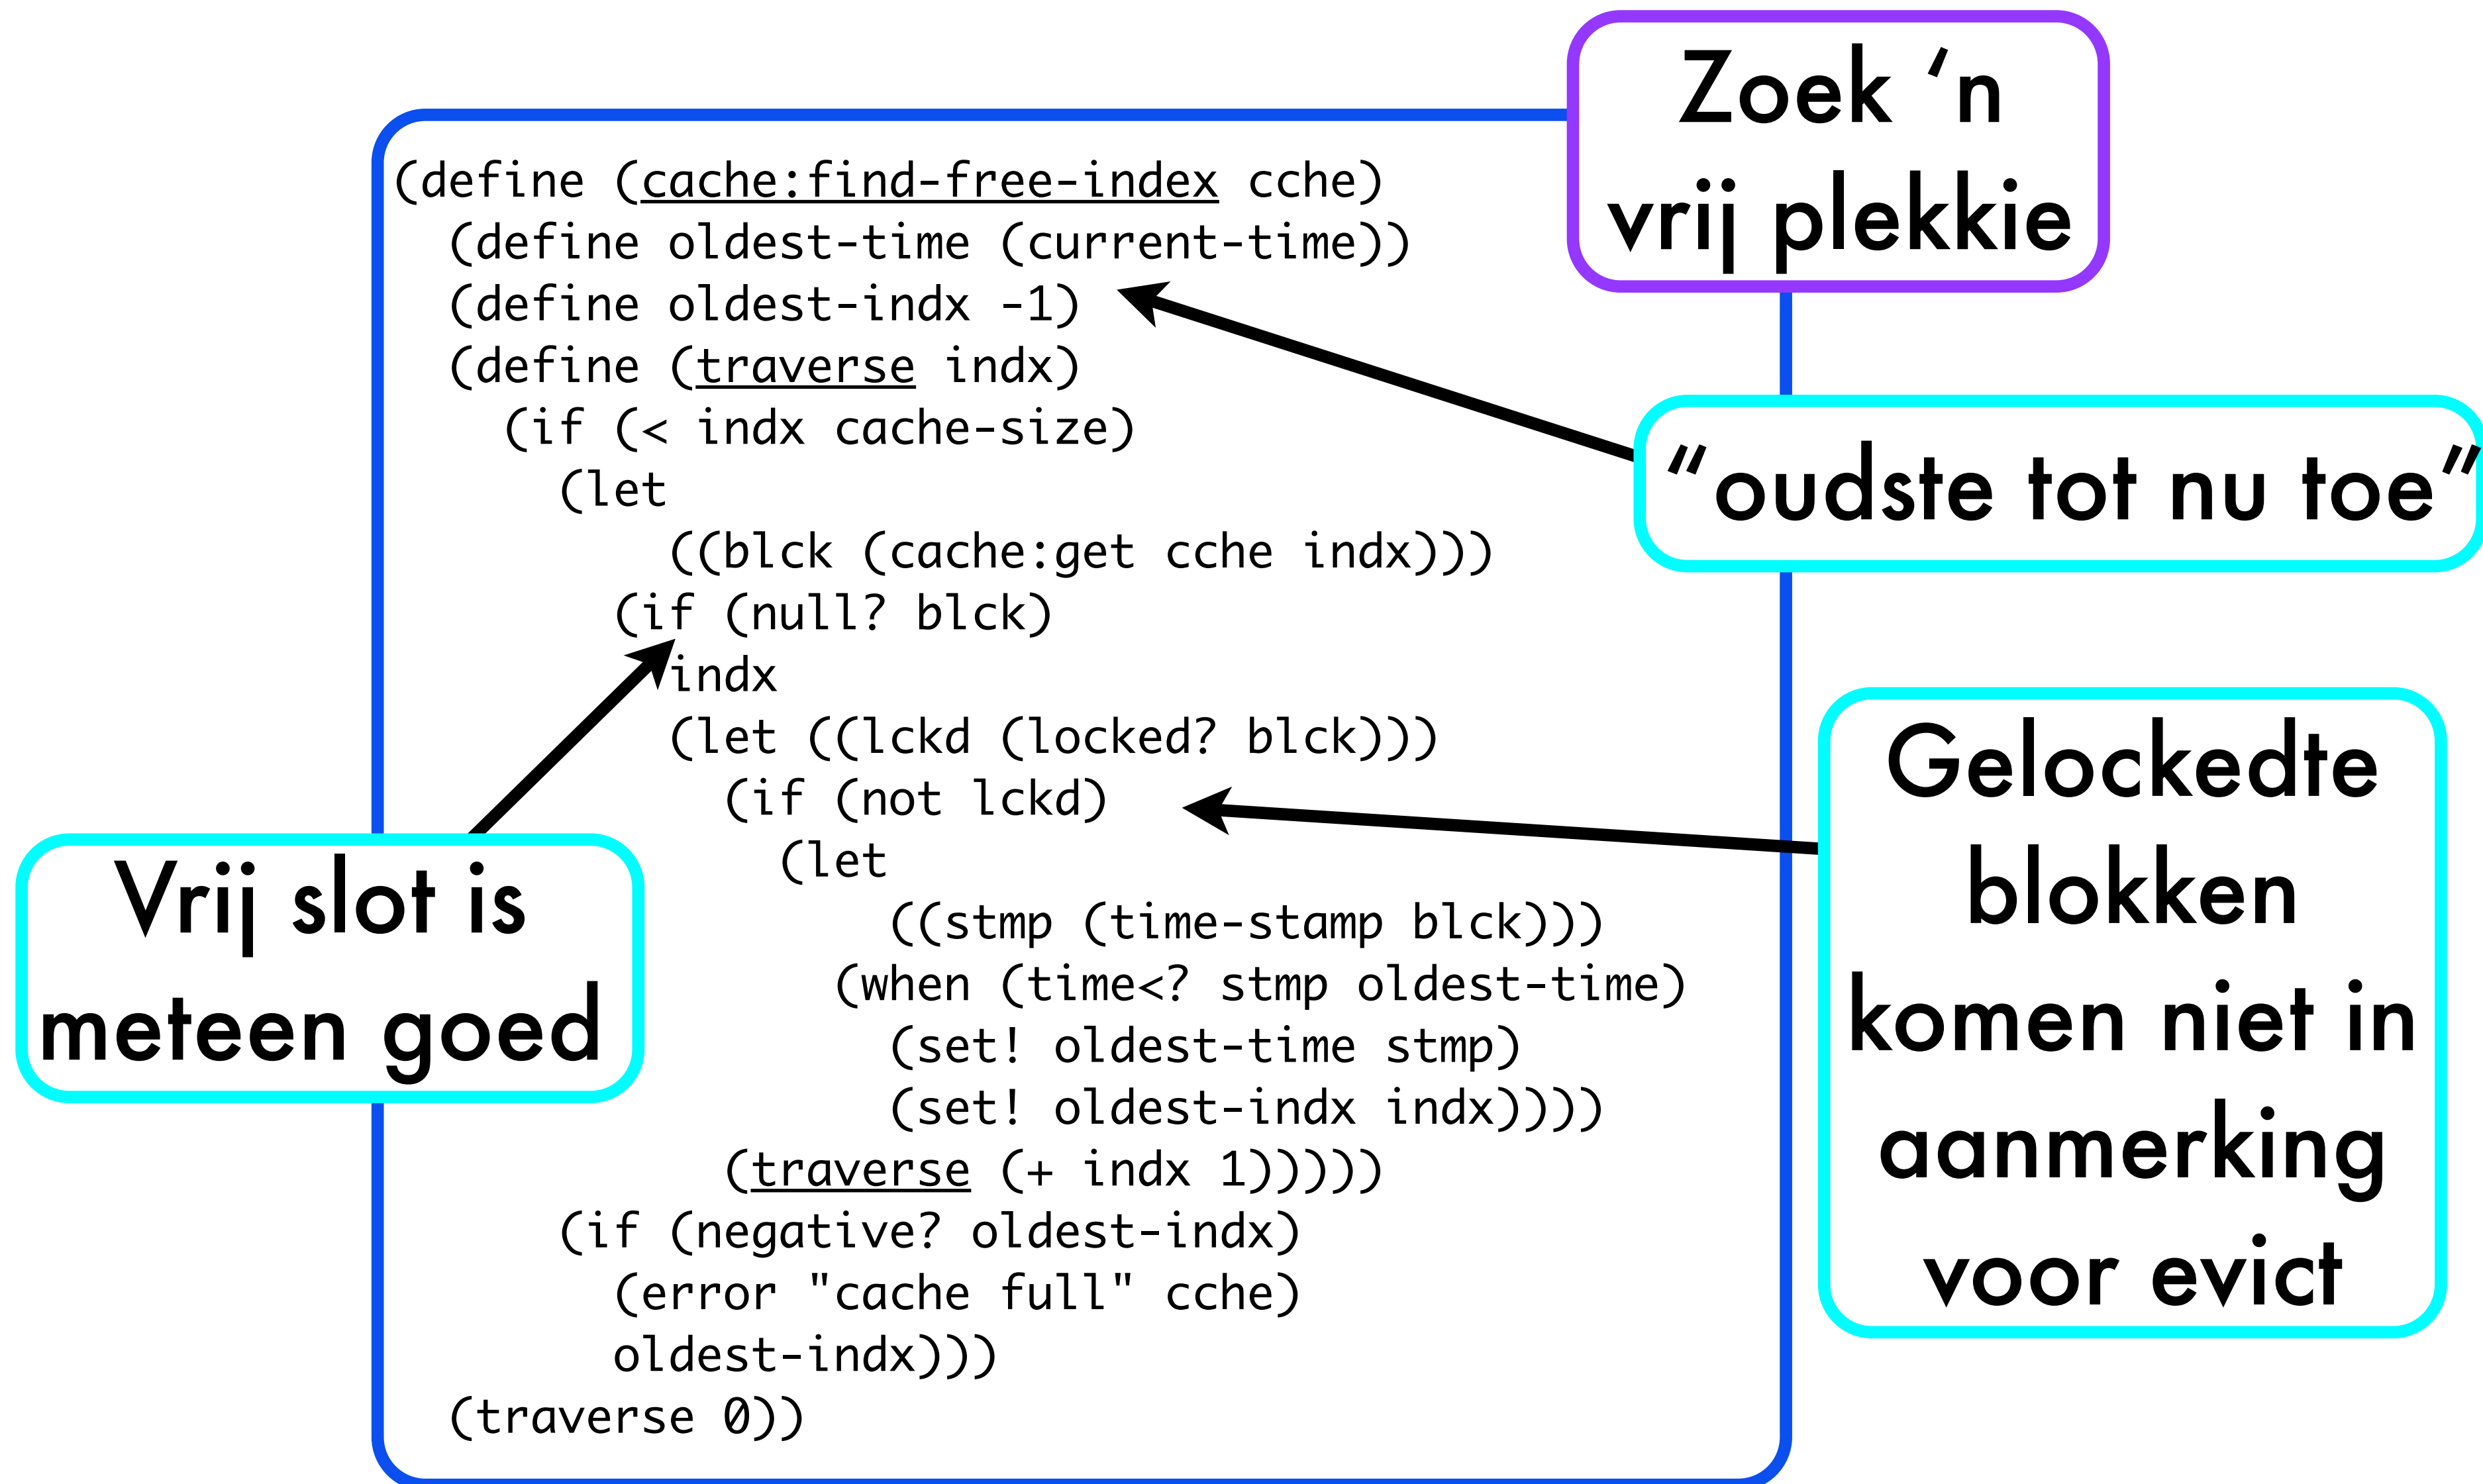 Zoek ‘n
vrij plekkie
(define (cache:find-free-index cche)
  (define oldest-time (current-time))
  (define oldest-indx -1)
  (define (traverse indx)
    (if (< indx cache-size)
      (let
          ((blck (cache:get cche indx)))
        (if (null? blck)
          indx
          (let ((lckd (locked? blck)))
            (if (not lckd)
              (let
                  ((stmp (time-stamp blck)))
                (when (time<? stmp oldest-time)
                  (set! oldest-time stmp)
                  (set! oldest-indx indx))))
            (traverse (+ indx 1)))))
      (if (negative? oldest-indx)
        (error "cache full" cche)
        oldest-indx)))
  (traverse 0))
“oudste tot nu toe”
Vrij slot is
meteen goed
Gelockedte
blokken
komen niet in
aanmerking
voor evict